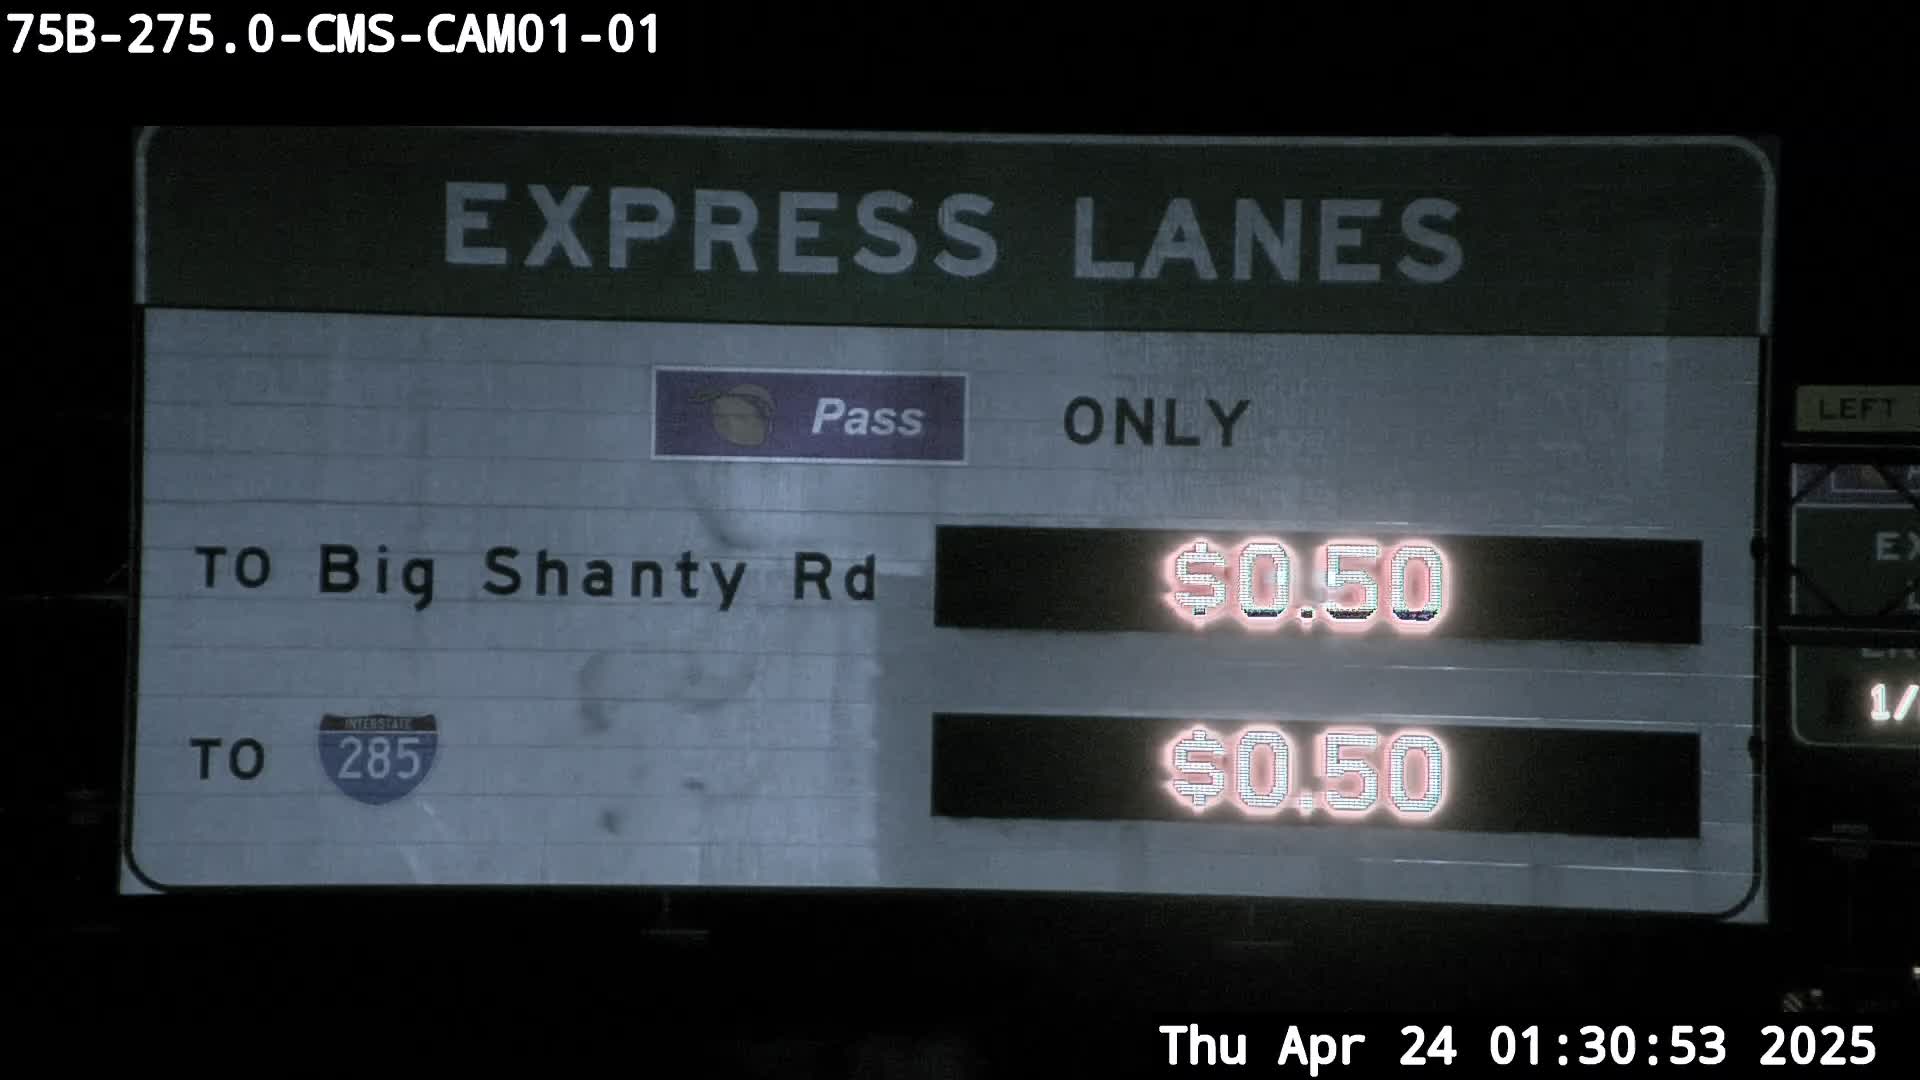 75B-275.0-CMS-CAM01-01
EXPRESS LANES
Pass ONLY
LEFT
TO Big Shanty Rd $0.50
TO INTERSTATE 285 $0.50
1/
Thu Apr 24 01:30:53 2025